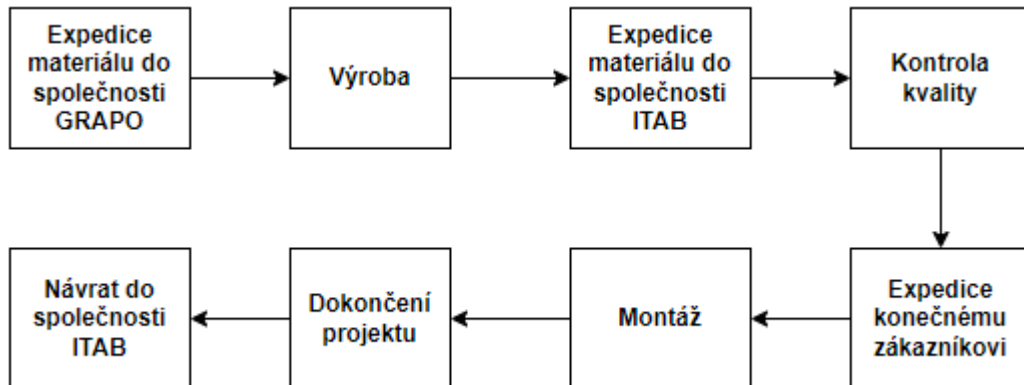 Expedice
materiálu do
společnosti
GRAPO
Výroba
Expedice
materiálu do
společnosti
ITAB
Kontrola
kvality
Expedice
konečnému
zákazníkovi
Montáž
Dokončení
projektu
Návrat do
společnosti
ITAB